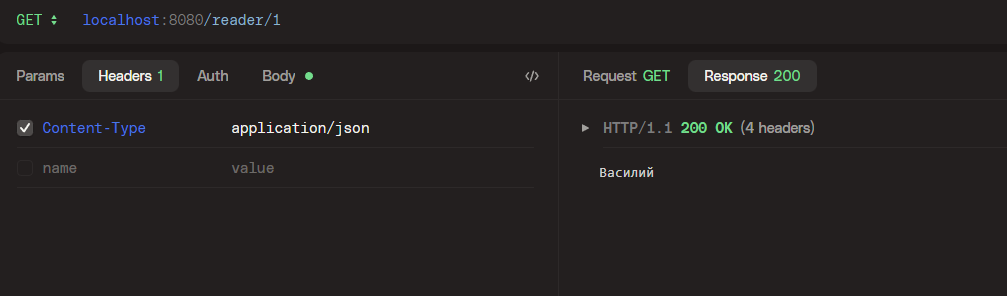 GET localhost:8080/reader/1
Params Headers 1 Auth Body
Request GET Response 200
Content-Type application/json
name value
HTTP/1.1 200 OK (4 headers)
Василий